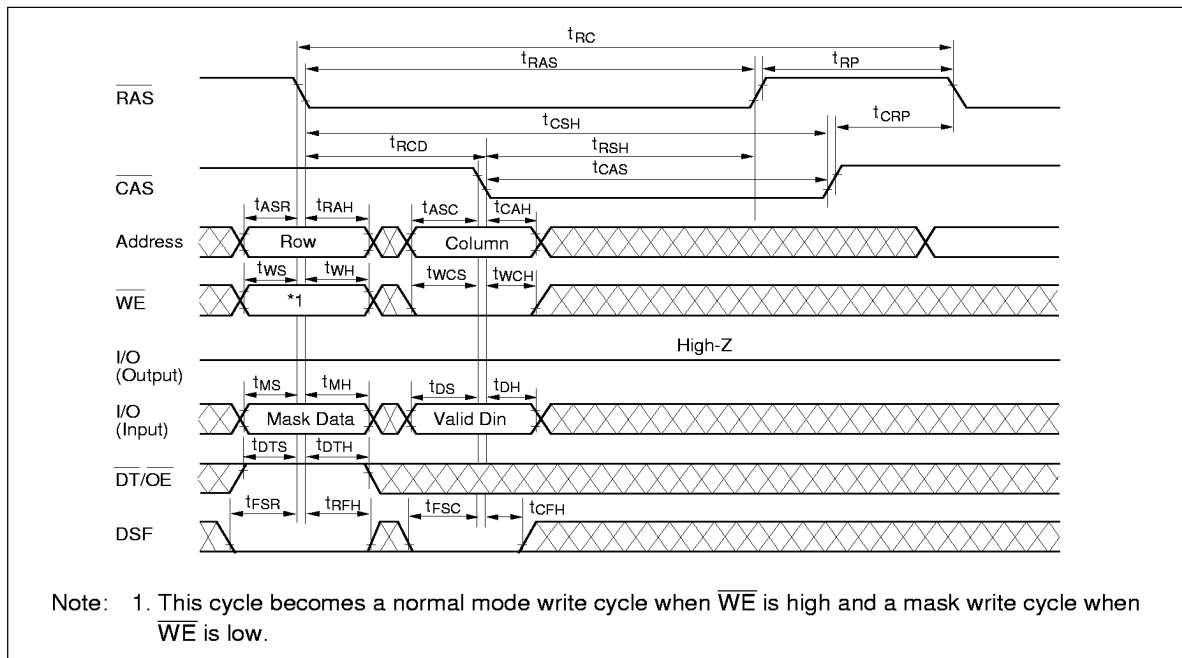 tRC
tRAS
tRP
RAS
tCSH
tCRP
tRCD
tRSH
tCAS
CAS
tASR
tRAH
tASC
tCAH
Address
Row
Column
tWS
tWH
tWCS
tWCH
WE
*1
High-Z
I/O
(Output)
tMS
tMH
tDS
tDH
I/O
(Input)
Mask Data
Valid Din
tDTS
tDTH
DT/OE
tFSR
tRFH
tFSC
tCFH
DSF
Note: 1. This cycle becomes a normal mode write cycle when WE is high and a mask write cycle when
WE is low.